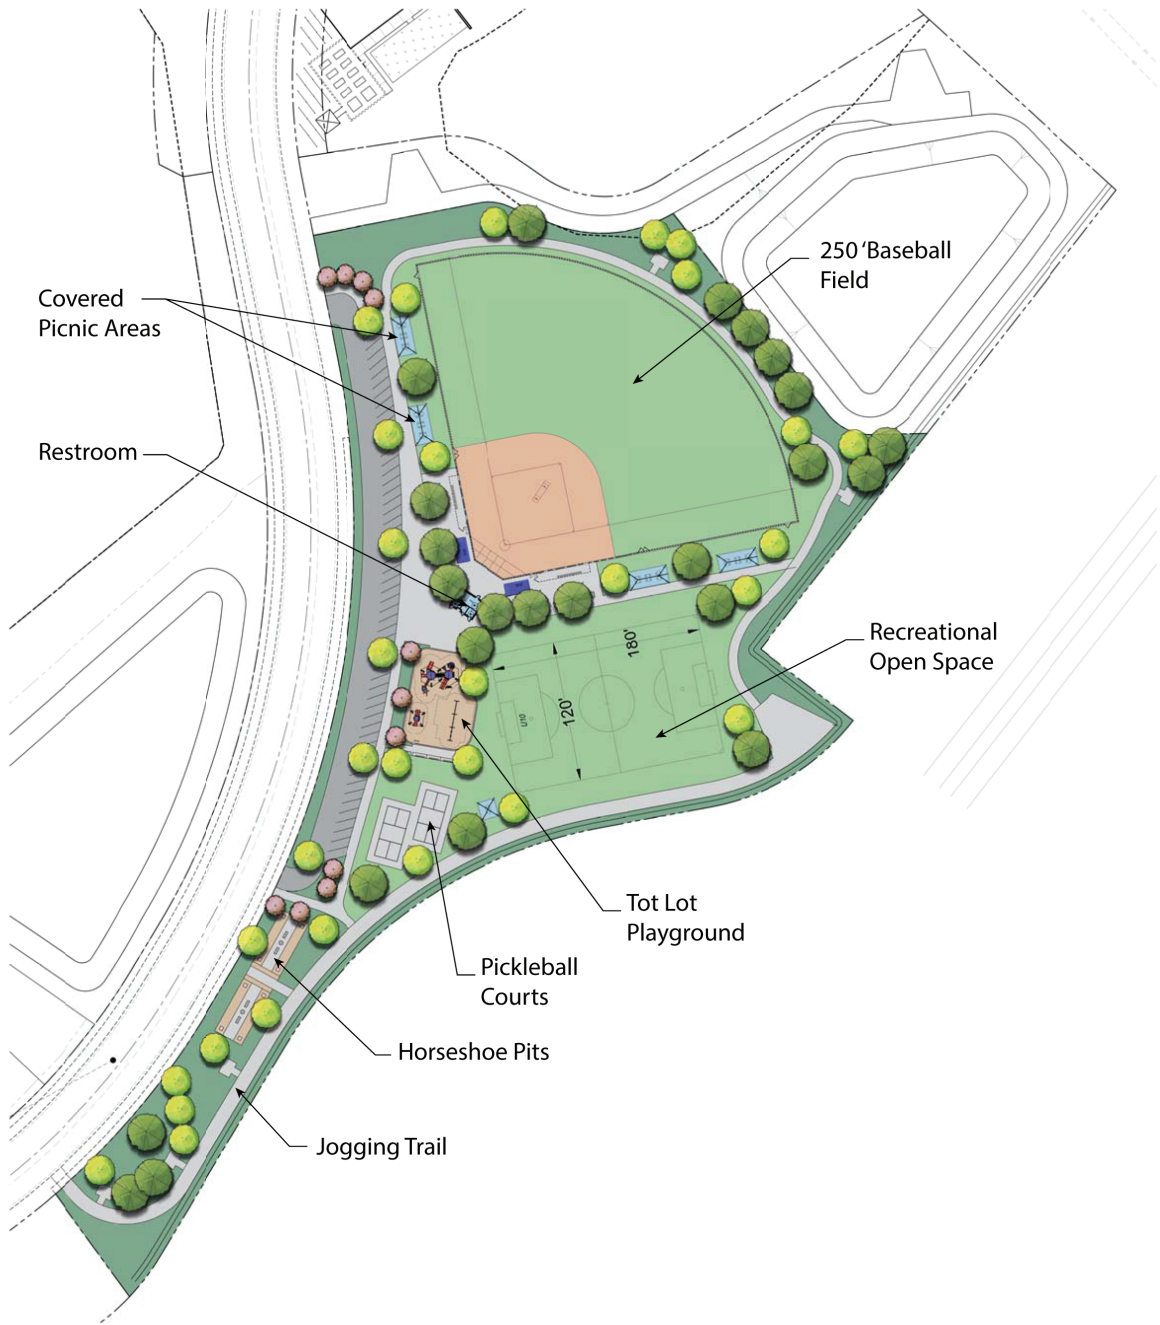 250 ‘Baseball
Field
Covered
Picnic Areas
Restroom
180'
Recreational
Open Space
120'
U10
Tot Lot
Playground
Pickleball
Courts
Horseshoe Pits
Jogging Trail